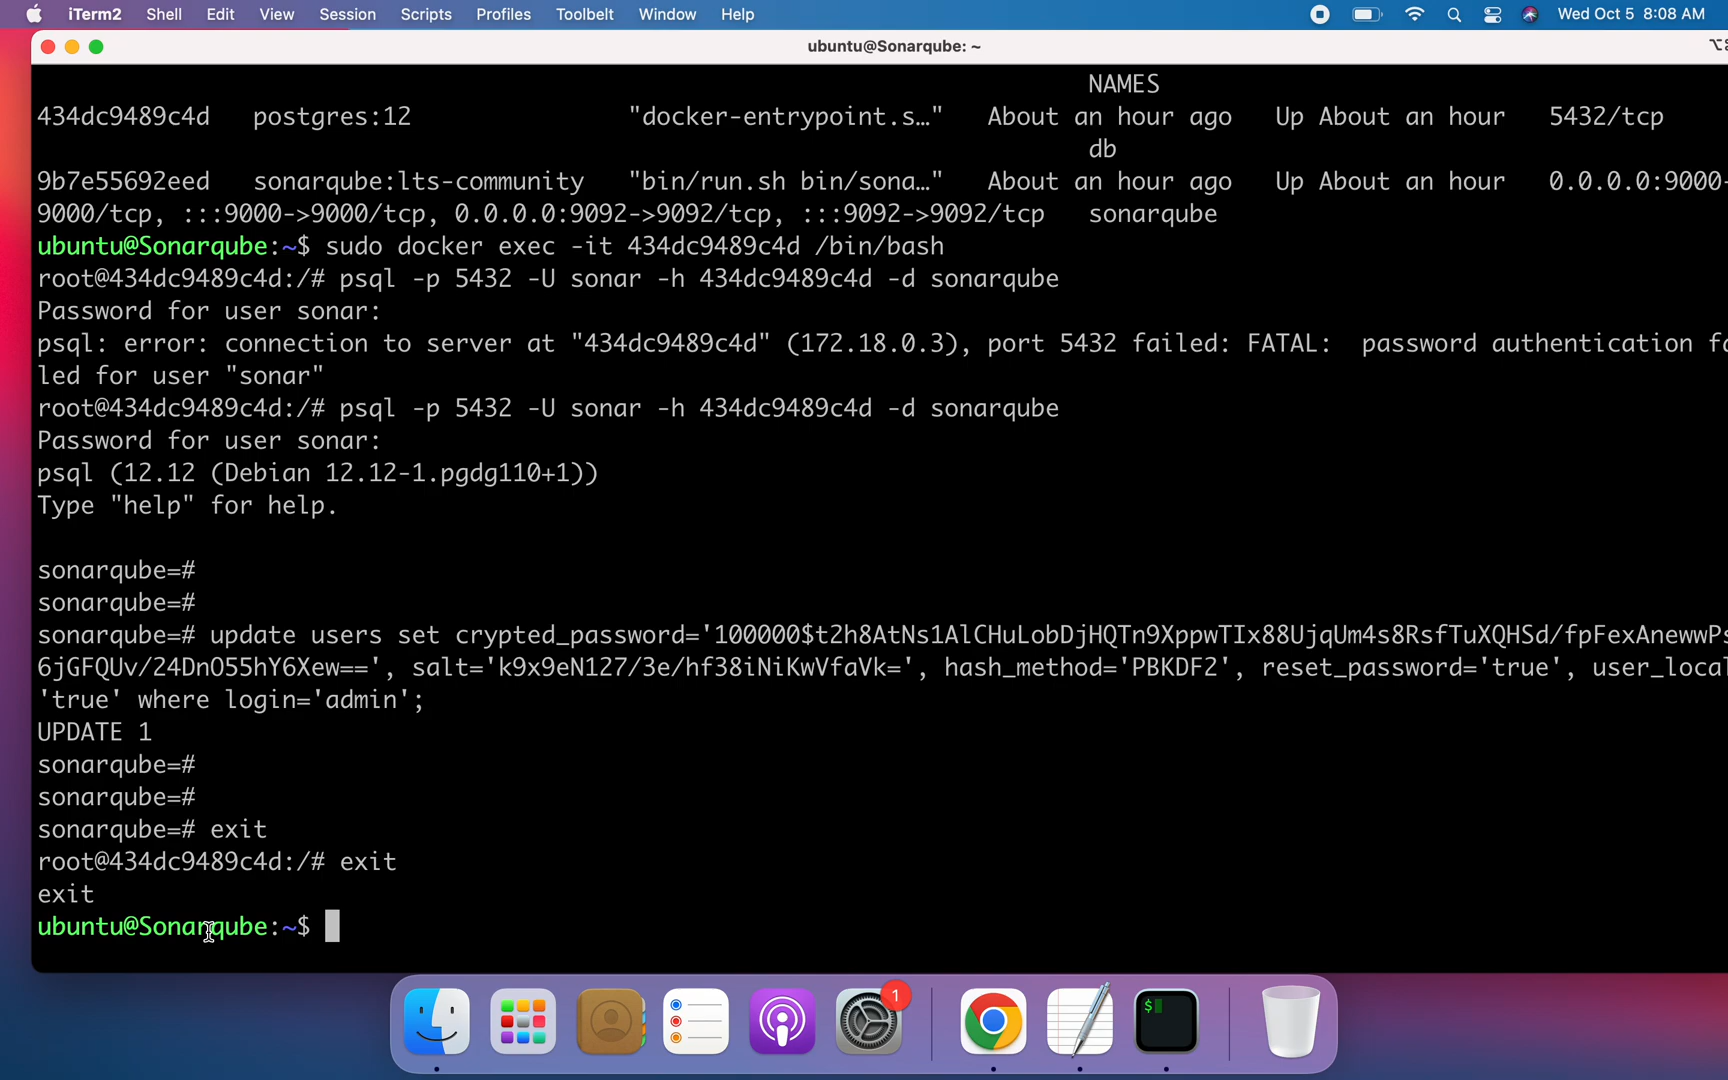 iTerm2 Shell Edit View Session Scripts Profiles Toolbelt Window Help Wed Oct 5 8:08 AM
ubuntu@Sonarqube: ~
NAMES
434dc9489c4d postgres:12 "docker-entrypoint.s…" About an hour ago Up About an hour 5432/tcp
db
9b7e55692eed sonarqube:lts-community "bin/run.sh bin/sona…" About an hour ago Up About an hour 0.0.0.0:9000-
9000/tcp, :::9000->9000/tcp, 0.0.0.0:9092->9092/tcp, :::9092->9092/tcp sonarqube
ubuntu@Sonarqube:~$ sudo docker exec -it 434dc9489c4d /bin/bash
root@434dc9489c4d:/# psql -p 5432 -U sonar -h 434dc9489c4d -d sonarqube
Password for user sonar:
psql: error: connection to server at "434dc9489c4d" (172.18.0.3), port 5432 failed: FATAL: password authentication fa
led for user "sonar"
root@434dc9489c4d:/# psql -p 5432 -U sonar -h 434dc9489c4d -d sonarqube
Password for user sonar:
psql (12.12 (Debian 12.12-1.pgdg110+1))
Type "help" for help.
sonarqube=#
sonarqube=#
sonarqube=# update users set crypted_password='100000$t2h8AtNs1AlCHuLobDjHQTn9XppwTIx88UjqUm4s8RsfTuXQHSd/fpFexAnewwPs
6jGFQUv/24DnO55hY6Xew==', salt='k9x9eN127/3e/hf38iNiKwVfaVk=', hash_method='PBKDF2', reset_password='true', user_local
'true' where login='admin';
UPDATE 1
sonarqube=#
sonarqube=#
sonarqube=# exit
root@434dc9489c4d:/# exit
exit
ubuntu@Sonarqube:~$
1